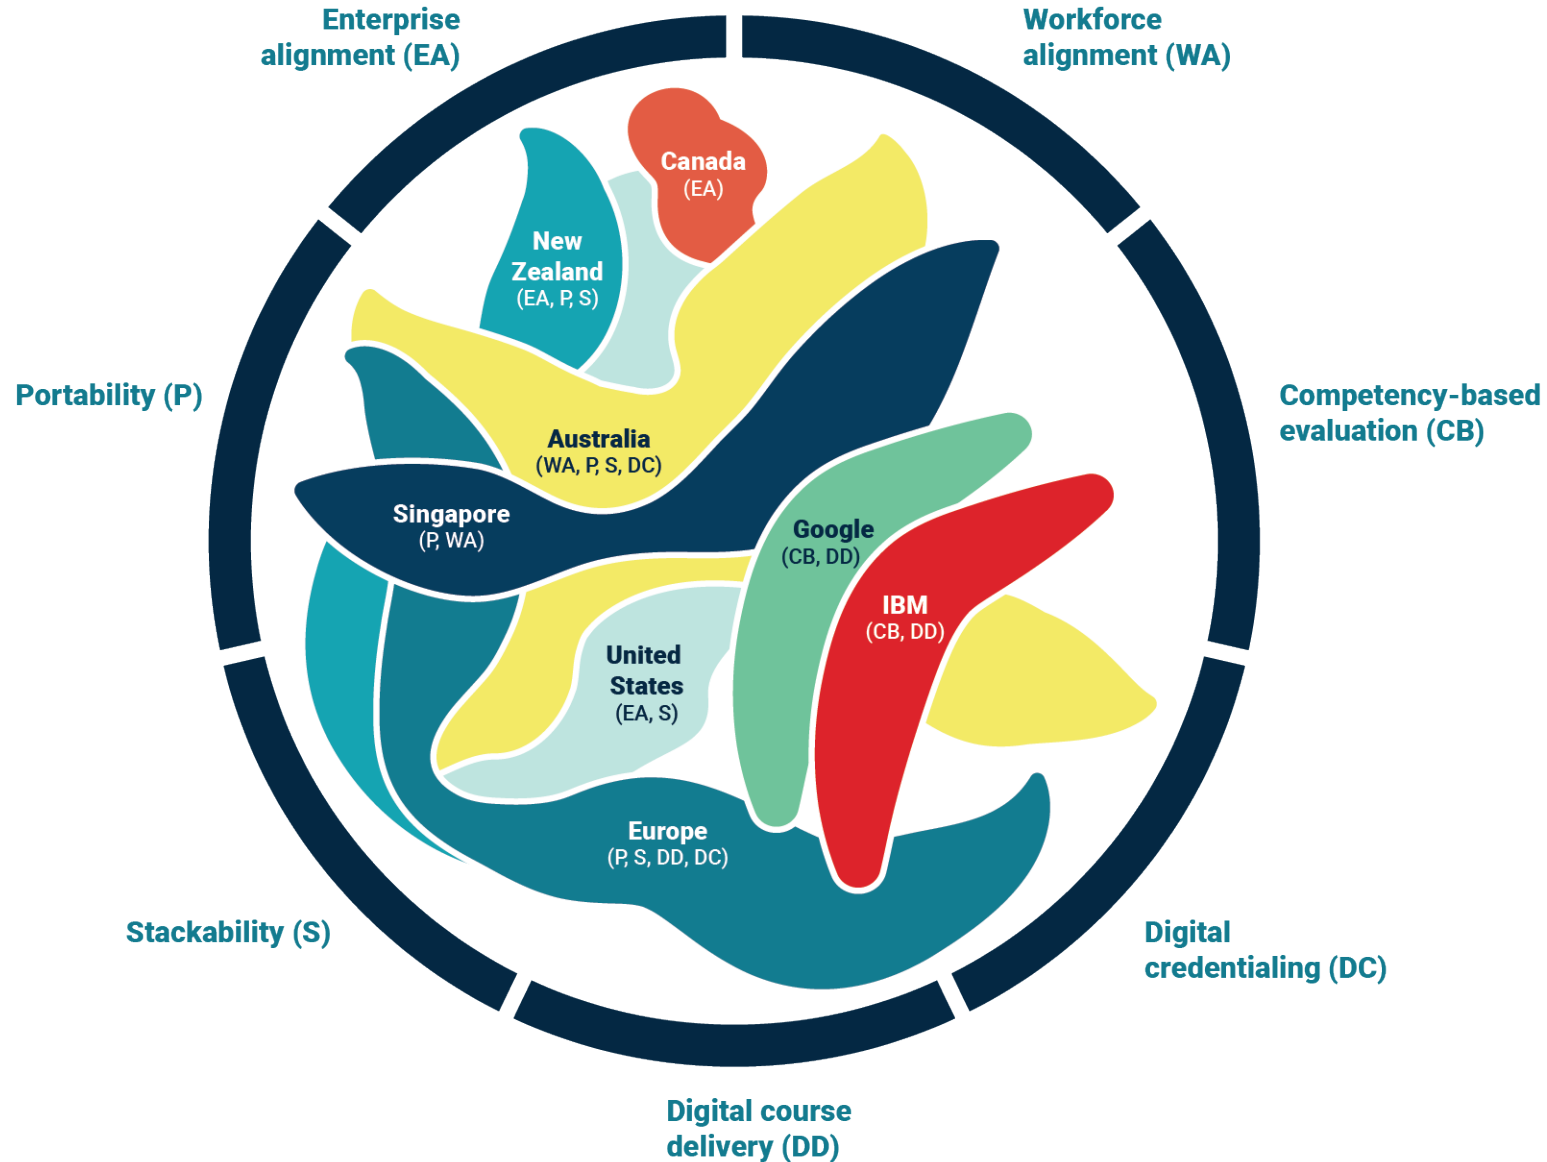 Enterprise
alignment (EA)
Workforce
alignment (WA)
Canada
(EA)
New
Zealand
(EA, P, S)
Portability (P)
Competency-based
evaluation (CB)
Australia
(WA, P, S, DC)
Singapore
(P, WA)
Google
(CB, DD)
IBM
(CB, DD)
United
States
(EA, S)
Europe
(P, S, DD, DC)
Stackability (S)
Digital
credentialing (DC)
Digital course
delivery (DD)